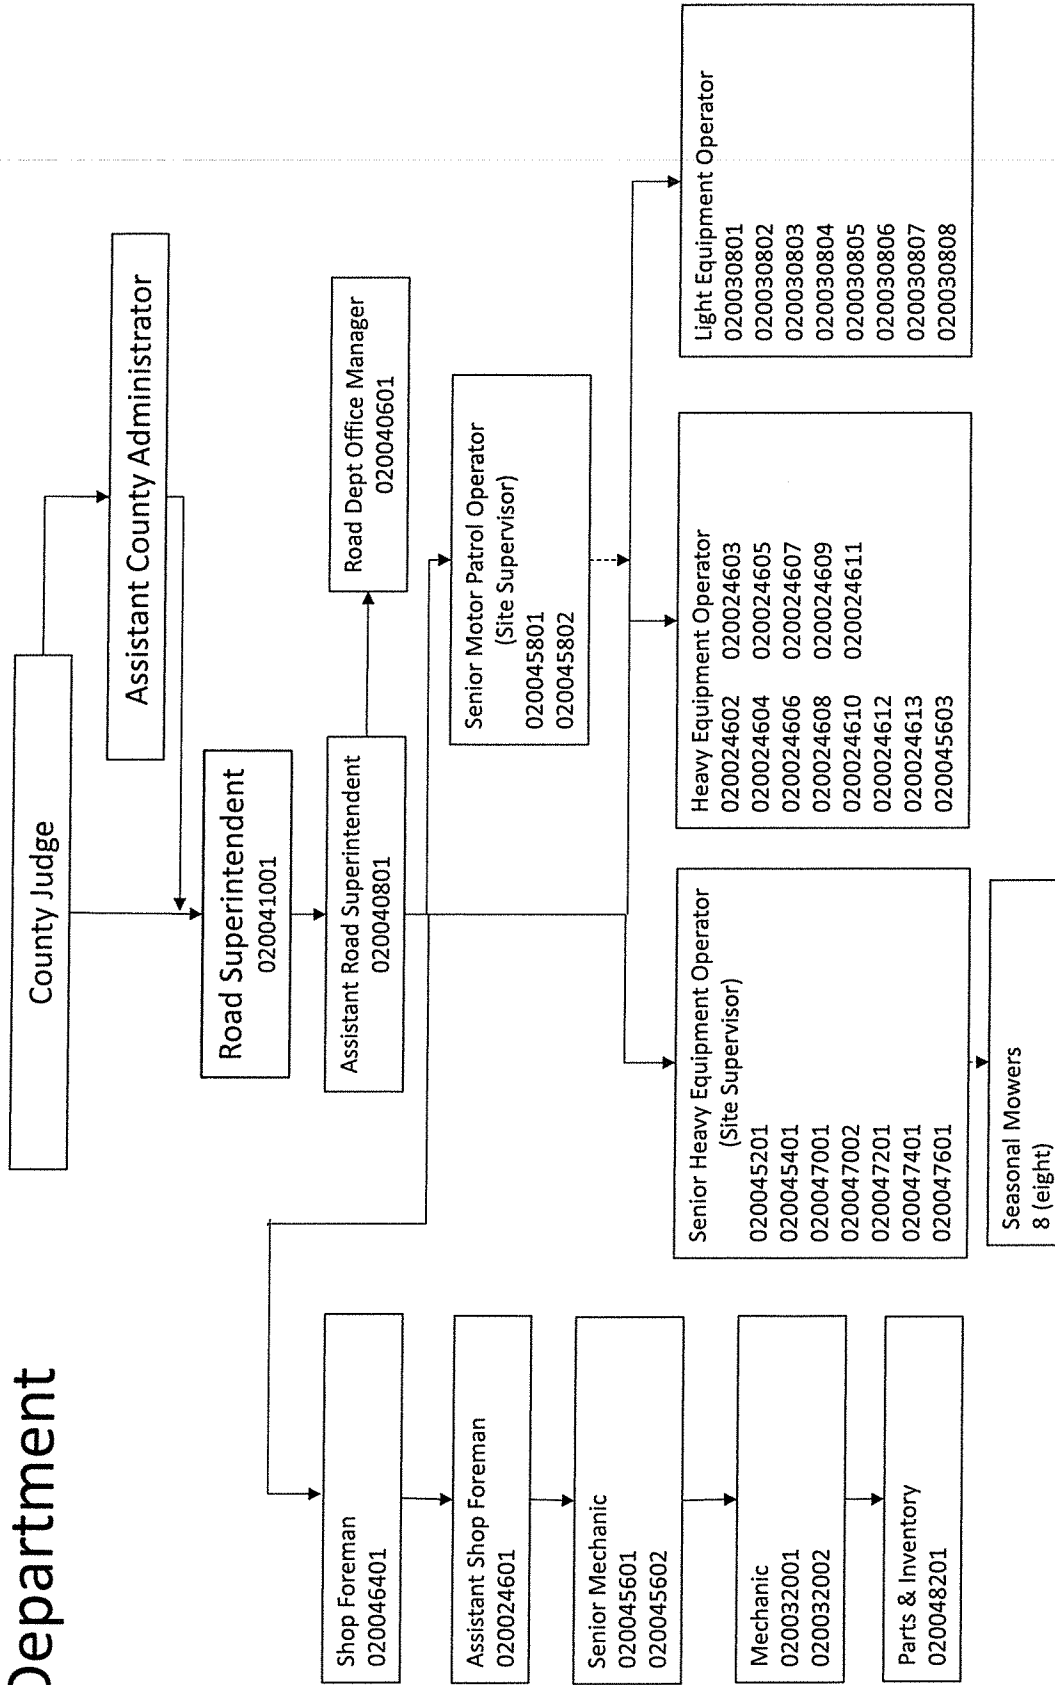 Department
County Judge
Assistant County Administrator
Road Superintendent
020041001
Assistant Road Superintendent
020040801
Road Dept Office Manager
020040601
Shop Foreman
020046401
Assistant Shop Foreman
020024601
Senior Mechanic
020045601
020045602
Mechanic
020032001
020032002
Parts & Inventory
020048201
Senior Motor Patrol Operator
(Site Supervisor)
020045801
020045802
Senior Heavy Equipment Operator
(Site Supervisor)
020045201
020045401
020047001
020047002
020047201
020047401
020047601
Seasonal Mowers
8 (eight)
Heavy Equipment Operator
020024602 020024603
020024604 020024605
020024606 020024607
020024608 020024609
020024610 020024611
020024612
020024613
020045603
Light Equipment Operator
020030801
020030802
020030803
020030804
020030805
020030806
020030807
020030808